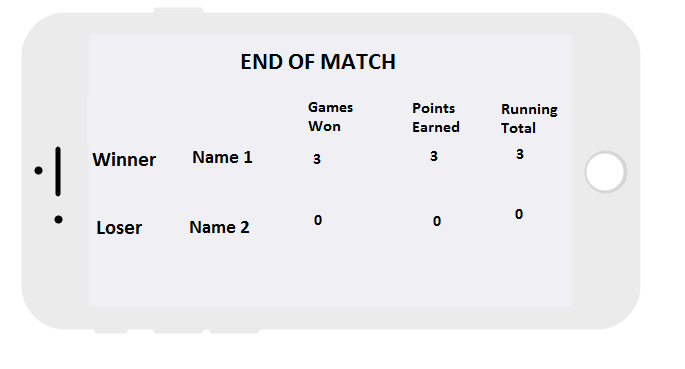 END OF MATCH
Games Won Points Earned Running Total
Winner Name 1 3 3 3
Loser Name 2 0 0 0